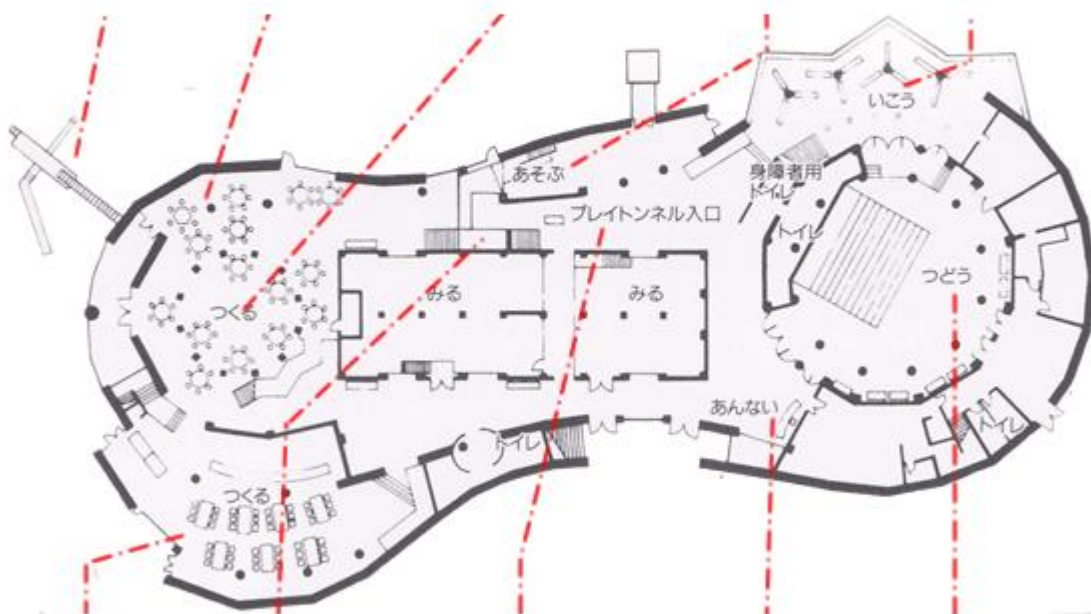 いこう
あそぶ
身障者用
トイレ
プレイトンネル入口
トイレ
つどう
みる
みる
つくる
あんない
トイレ
トイレ
つくる